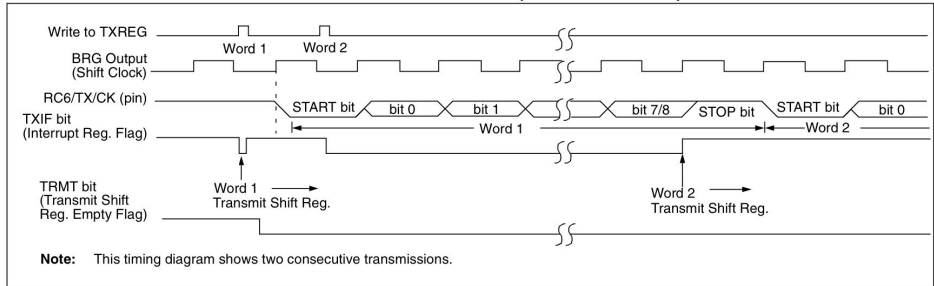 Write to TXREG
Word 1
Word 2
BRG Output
(Shift Clock)
RC6/TX/CK (pin)
START bit
bit 0
bit 1
bit 7/8
STOP bit
START bit
bit 0
Word 1
Word 2
TXIF bit
(Interrupt Reg. Flag)
Word 1
Transmit Shift Reg.
Word 2
Transmit Shift Reg.
TRMT bit
(Transmit Shift
Reg. Empty Flag)
Note: This timing diagram shows two consecutive transmissions.